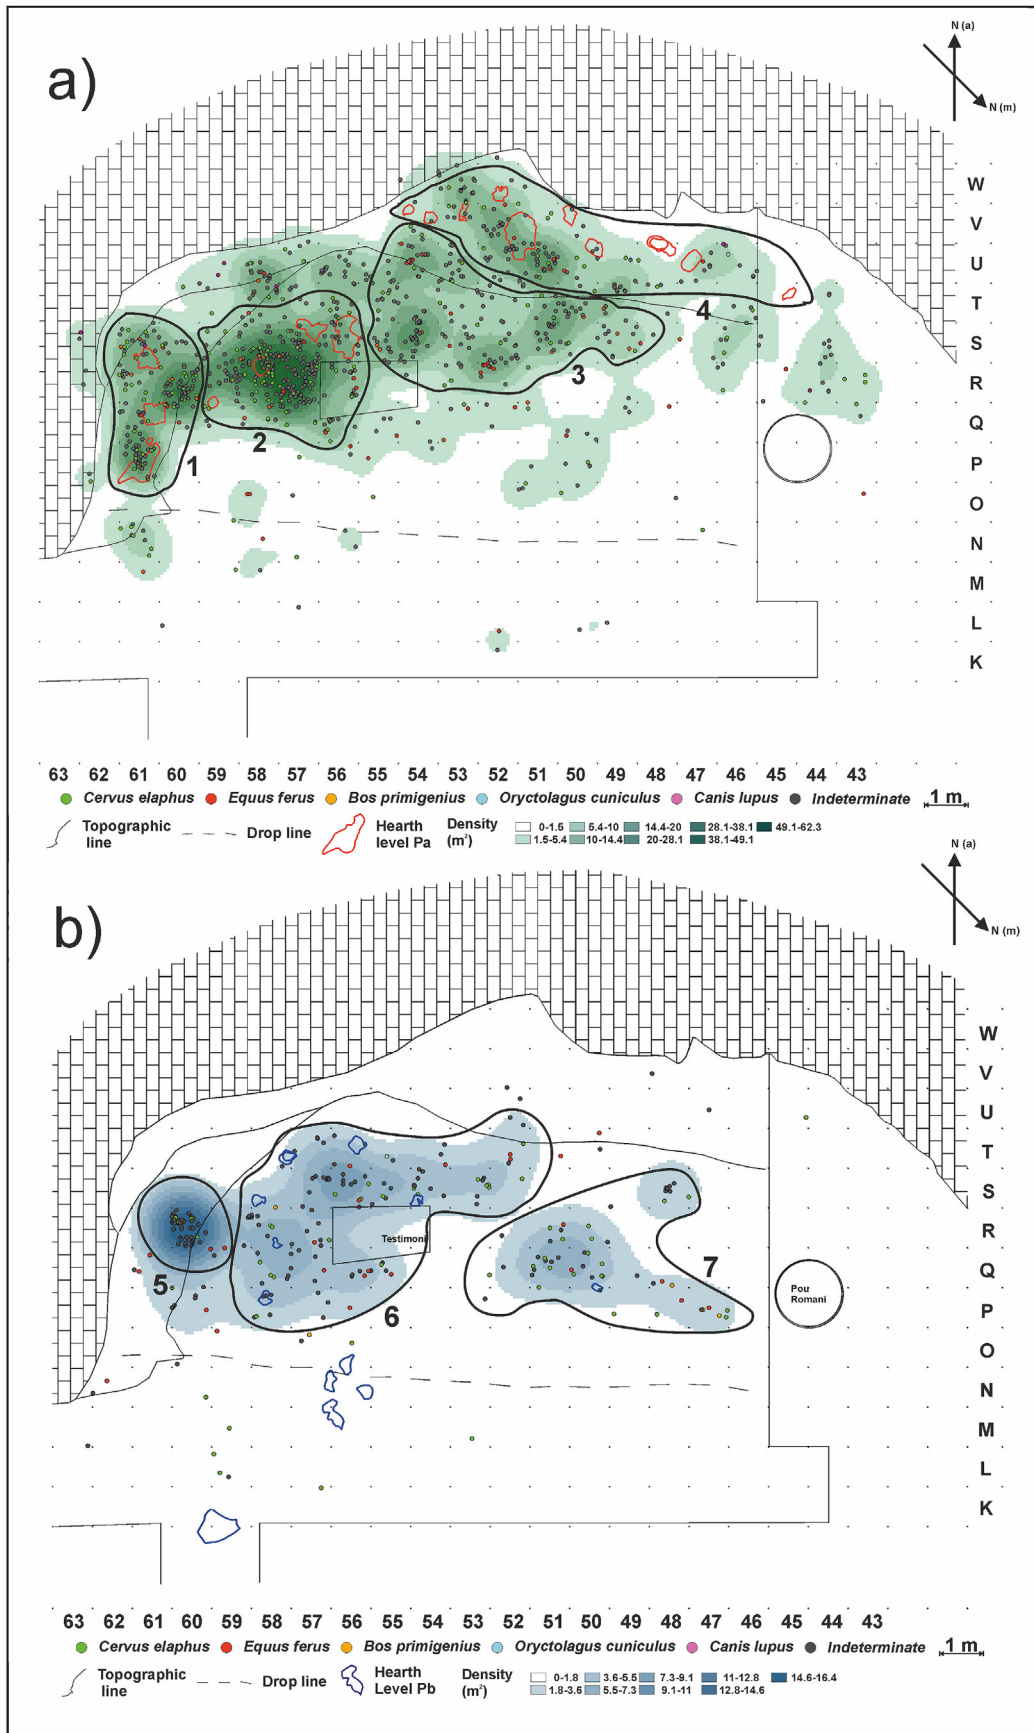 a)
N (a)
N (m)
W
V
U
T
S
R
Q
P
O
N
M
L
K
1
2
3
4
63 62 61 60 59 58 57 56 55 54 53 52 51 50 49 48 47 46 45 44 43
Cervus elaphus Equus ferus Bos primigenius Oryctolagus cuniculus Canis lupus Indeterminate 1 m
Topographic line
Drop line
Hearth level Pa
Density (m²)
0-1.5 5.4-10 14.4-20 28.1-38.1 49.1-62.3
1.5-5.4 10-14.4 20-28.1 38.1-49.1
b)
N (a)
N (m)
W
V
U
T
S
R
Q
P
O
N
M
L
K
Testimoni
5
6
7
Pou
Romani
63 62 61 60 59 58 57 56 55 54 53 52 51 50 49 48 47 46 45 44 43
Cervus elaphus Equus ferus Bos primigenius Oryctolagus cuniculus Canis lupus Indeterminate 1 m
Topographic line
Drop line
Hearth Level Pb
Density (m²)
0-1.8 3.6-5.5 7.3-9.1 11-12.8 14.6-16.4
1.8-3.6 5.5-7.3 9.1-11 12.8-14.6